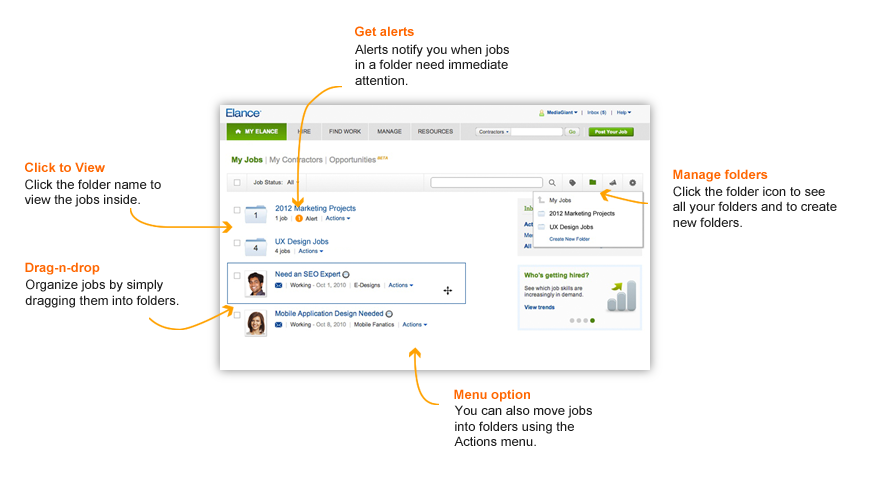 Get alerts
Alerts notify you when jobs
in a folder need immediate
attention.
Elance
MediaGiant | Inbox (5) | Help
MY ELANCE HIRE FIND WORK MANAGE RESOURCES Contractors Go Post Your Job
My Jobs | My Contractors | Opportunities BETA
Job Status: All
Click to View
Click the folder name to
view the jobs inside.
Manage folders
Click the folder icon to see
all your folders and to create
new folders.
My Jobs
2012 Marketing Projects
UX Design Jobs
Create New Folder
1
2012 Marketing Projects
1 job | ! Alert | Actions
4
UX Design Jobs
4 jobs | Actions
All
Drag-n-drop
Organize jobs by simply
dragging them into folders.
Need an SEO Expert
Working - Oct 1, 2010 | E-Designs | Actions
Mobile Application Design Needed
Working - Oct 8, 2010 | Mobile Fanatics | Actions
Who's getting hired?
See which job skills are
increasingly in demand.
View trends
Menu option
You can also move jobs
into folders using the
Actions menu.